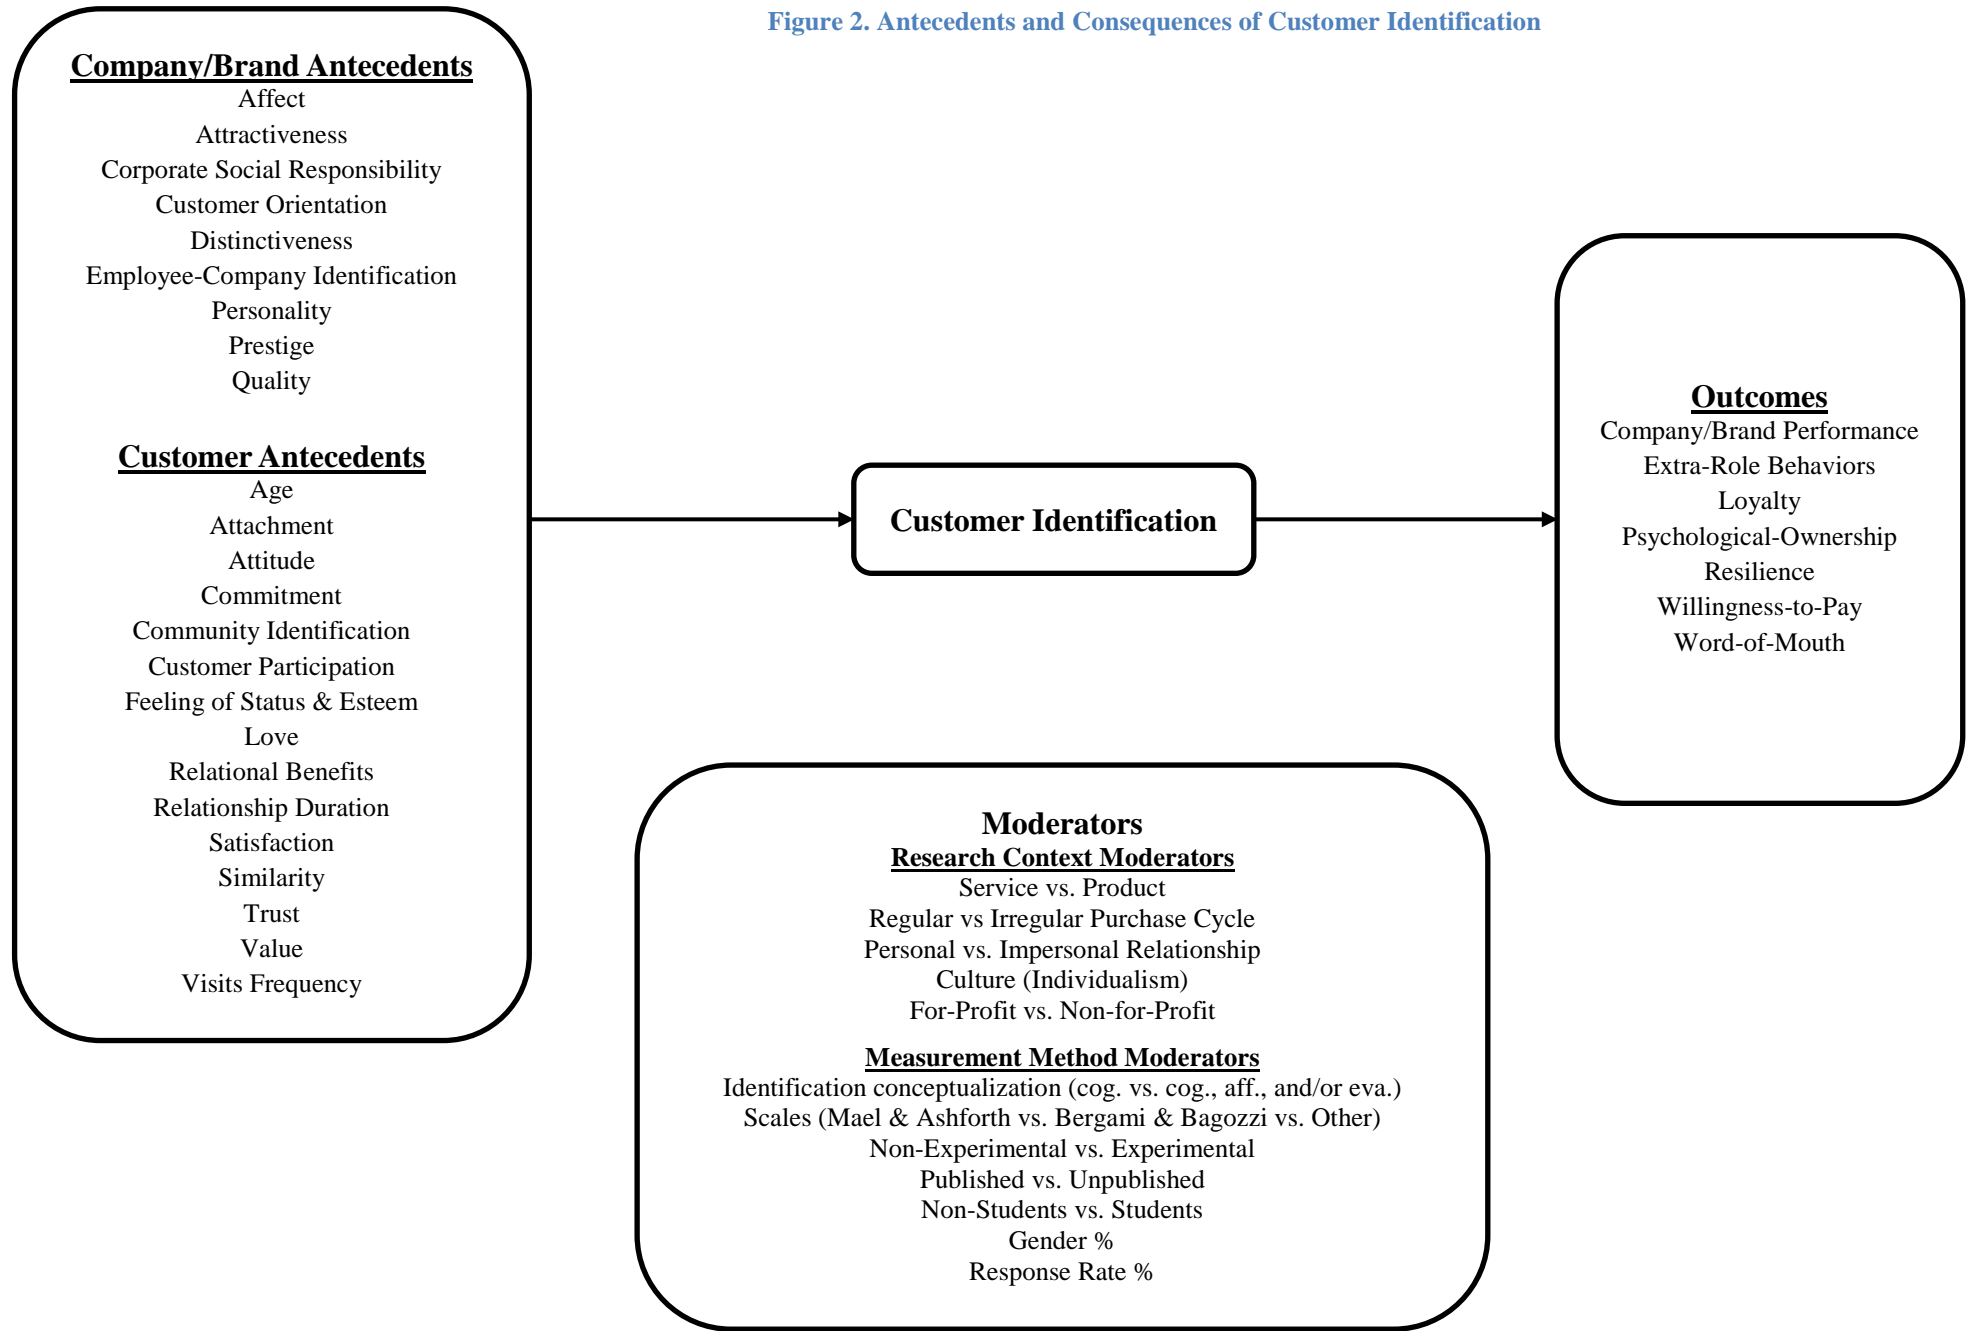 Figure 2. Antecedents and Consequences of Customer Identification
Company/Brand Antecedents
Affect
Attractiveness
Corporate Social Responsibility
Customer Orientation
Distinctiveness
Employee-Company Identification
Personality
Prestige
Quality
Customer Antecedents
Age
Attachment
Attitude
Commitment
Community Identification
Customer Participation
Feeling of Status & Esteem
Love
Relational Benefits
Relationship Duration
Satisfaction
Similarity
Trust
Value
Visits Frequency
Customer Identification
Outcomes
Company/Brand Performance
Extra-Role Behaviors
Loyalty
Psychological-Ownership
Resilience
Willingness-to-Pay
Word-of-Mouth
Moderators
Research Context Moderators
Service vs. Product
Regular vs Irregular Purchase Cycle
Personal vs. Impersonal Relationship
Culture (Individualism)
For-Profit vs. Non-for-Profit
Measurement Method Moderators
Identification conceptualization (cog. vs. cog., aff., and/or eva.)
Scales (Mael & Ashforth vs. Bergami & Bagozzi vs. Other)
Non-Experimental vs. Experimental
Published vs. Unpublished
Non-Students vs. Students
Gender %
Response Rate %